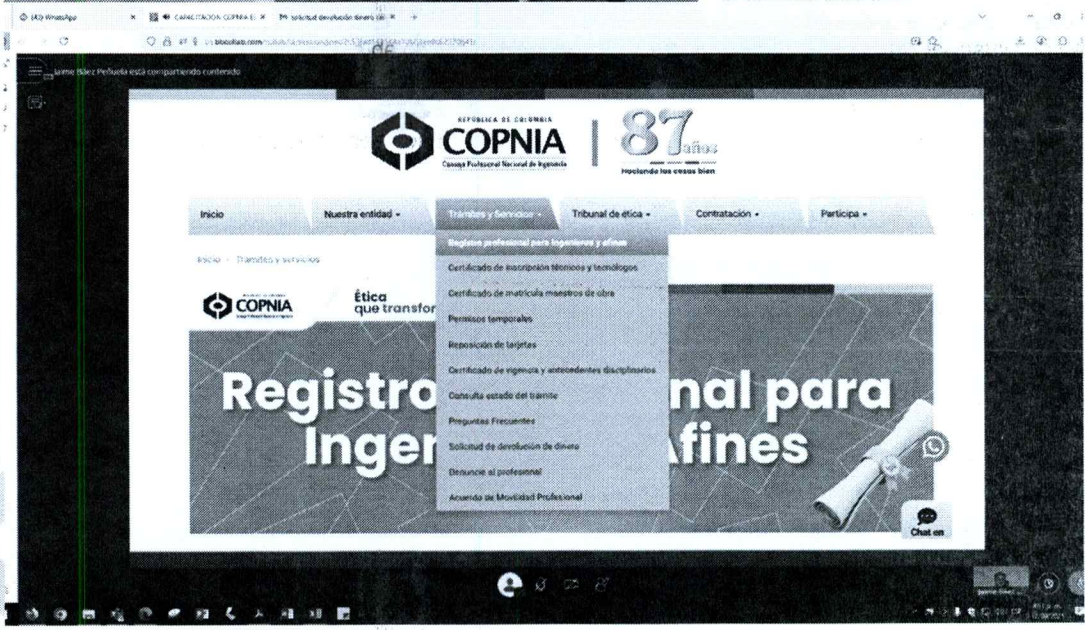 (43) WhatsApp
CAPACITACION COPNIA EL
solicitud devolución dinero
de
Jaime Báez Peñuela está compartiendo contenido
REPÚBLICA DE COLOMBIA
COPNIA
Consejo Profesional Nacional de Ingeniería
87 años
Haciendo las cosas bien
Inicio
Nuestra entidad
Trámites y Servicios
Tribunal de ética
Contratación
Participa
Registro profesional para Ingenieros y afines
Inicio - Trámites y servicios
Certificado de inscripción técnicos y tecnólogos
Certificado de matrícula maestros de obra
Permisos temporales
Reposición de tarjetas
Certificado de vigencia y antecedentes disciplinarios
Consulta estado del trámite
Preguntas Frecuentes
Solicitud de devolución de dinero
Denuncie al profesional
Acuerdo de Movilidad Profesional
COPNIA
Ética
que transfor
Registro nal para
Ingen Afines
Chat en